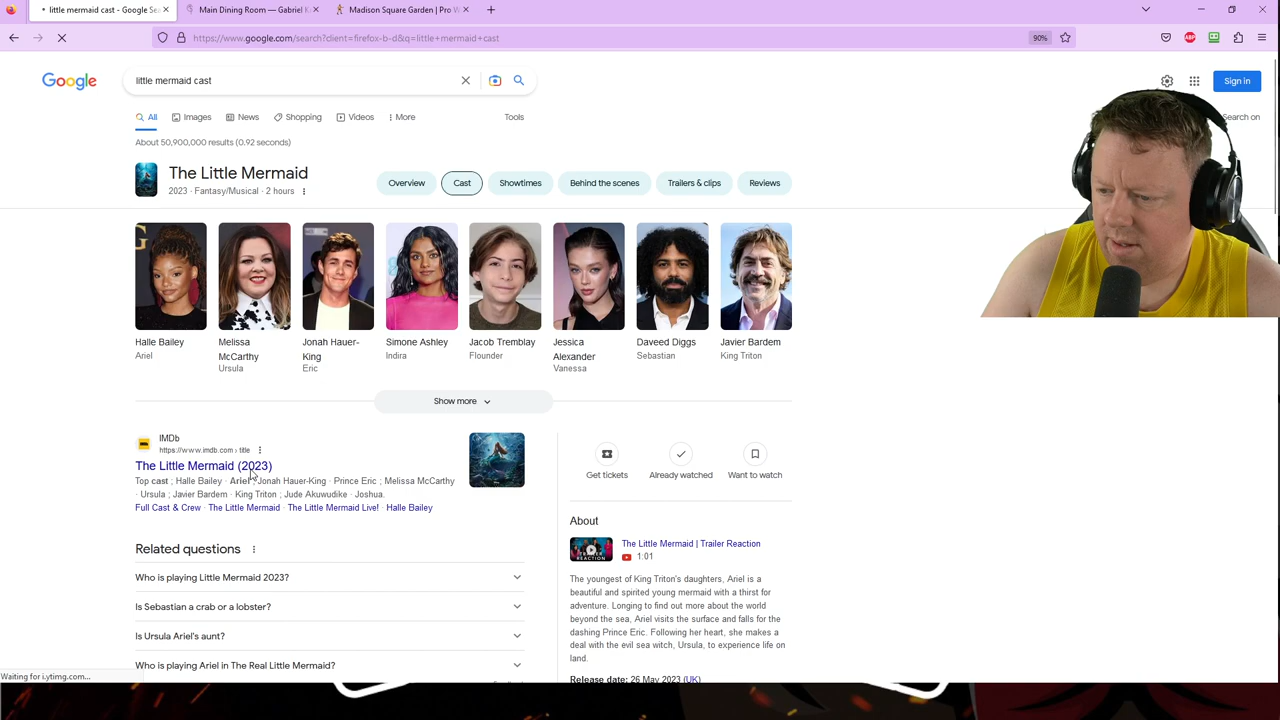 little mermaid cast - Google Se
Main Dining Room — Gabriel K
Madison Square Garden | Pro W
https://www.google.com/search?client=firefox-b-d&q=little+mermaid+cast
90%
ABP
Google
little mermaid cast
Sign in
All
Images
News
Shopping
Videos
More
Tools
Search on
About 50,900,000 results (0.92 seconds)
The Little Mermaid
2023 · Fantasy/Musical · 2 hours
Overview
Cast
Showtimes
Behind the scenes
Trailers & clips
Reviews
Halle Bailey
Ariel
Melissa
McCarthy
Ursula
Jonah Hauer-
King
Eric
Simone Ashley
Indira
Jacob Tremblay
Flounder
Jessica
Alexander
Vanessa
Daveed Diggs
Sebastian
Javier Bardem
King Triton
Show more
IMDb
https://www.imdb.com › title
The Little Mermaid (2023)
Top cast ; Halle Bailey · Ariel ; Jonah Hauer-King · Prince Eric ; Melissa McCarthy
· Ursula ; Javier Bardem · King Triton ; Jude Akuwudike · Joshua.
Full Cast & Crew · The Little Mermaid · The Little Mermaid Live! · Halle Bailey
Get tickets
Already watched
Want to watch
Related questions
Who is playing Little Mermaid 2023?
Is Sebastian a crab or a lobster?
Is Ursula Ariel's aunt?
Who is playing Ariel in The Real Little Mermaid?
About
The Little Mermaid | Trailer Reaction
1:01
The youngest of King Triton's daughters, Ariel is a
beautiful and spirited young mermaid with a thirst for
adventure. Longing to find out more about the world
beyond the sea, Ariel visits the surface and falls for the
dashing Prince Eric. Following her heart, she makes a
deal with the evil sea witch, Ursula, to experience life on
land.
Release date: 26 May 2023 (UK)
Waiting for i.ytimg.com...